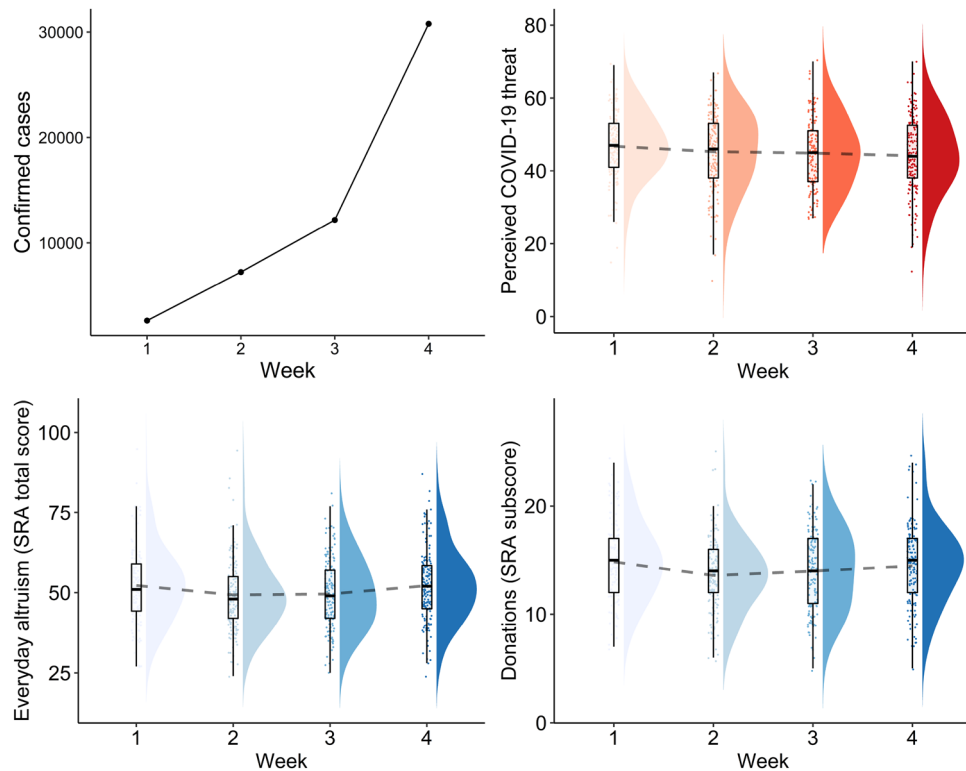 Confirmed cases
30000
20000
10000
1 2 3 4
Week
Perceived COVID-19 threat
80
60
40
20
0
1 2 3 4
Week
Everyday altruism (SRA total score)
100
75
50
25
1 2 3 4
Week
Donations (SRA subscore)
20
10
0
1 2 3 4
Week